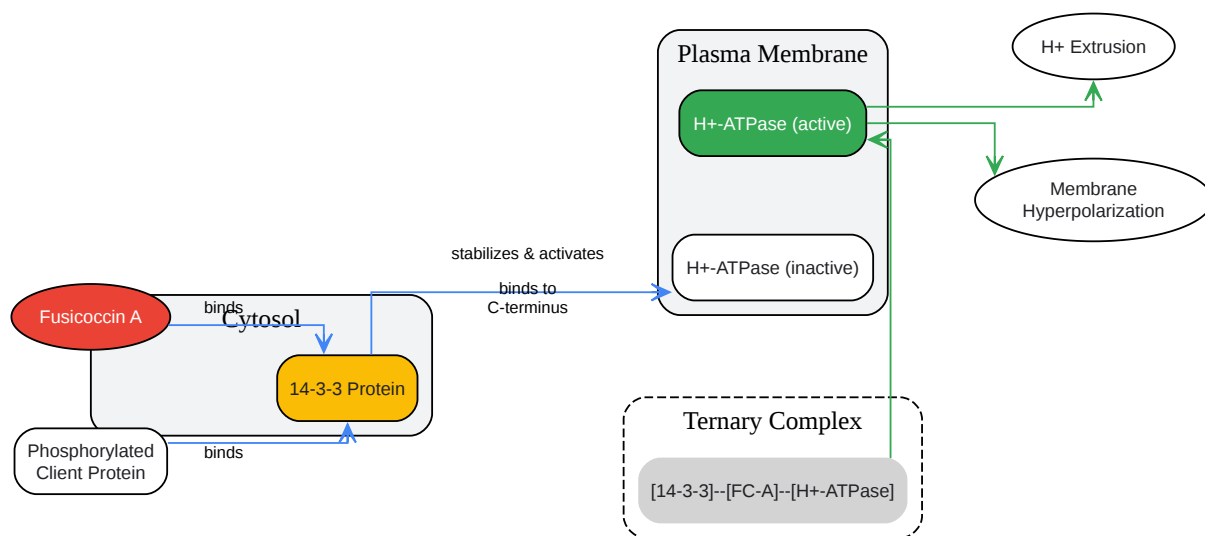 Plasma Membrane
H+ Extrusion
H+-ATPase (active)
Membrane
Hyperpolarization
stabilizes & activates
H+-ATPase (inactive)
binds to
C-terminus
Fusicoccin A
binds
Cytosol
14-3-3 Protein
Phosphorylated
Client Protein
binds
Ternary Complex
[14-3-3]--[FC-A]--[H+-ATPase]